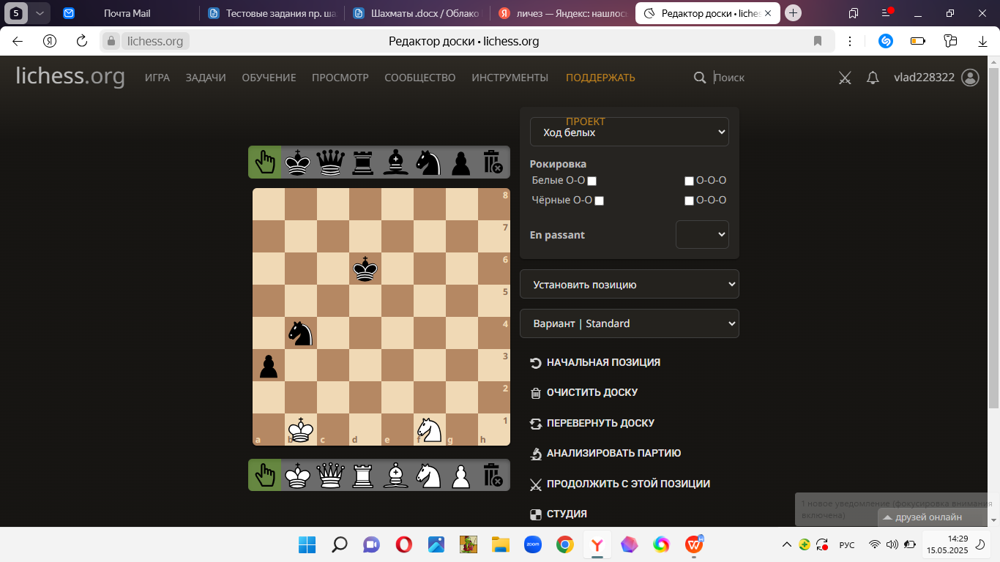 5
Почта Mail
Тестовые задания пр. ша
Шахматы .docx / Облако
Я личез — Яндекс: нашлось
Редактор доски • liches
Я
lichess.org
Редактор доски • lichess.org
lichess.org
ИГРА
ЗАДАЧИ
ОБУЧЕНИЕ
ПРОСМОТР
СООБЩЕСТВО
ИНСТРУМЕНТЫ
ПОДДЕРЖАТЬ
ПРОЕКТ
Поиск
vlad228322
Ход белых
Рокировка
Белые O-O
O-O-O
Чёрные O-O
O-O-O
En passant
Установить позицию
Вариант | Standard
НАЧАЛЬНАЯ ПОЗИЦИЯ
ОЧИСТИТЬ ДОСКУ
ПЕРЕВЕРНУТЬ ДОСКУ
АНАЛИЗИРОВАТЬ ПАРТИЮ
ПРОДОЛЖИТЬ С ЭТОЙ ПОЗИЦИИ
СТУДИЯ
8
7
6
5
4
3
2
1
a b c d e f g h
1 новое уведомление (фокусировка внимания
включена)
друзей онлайн
zoom
Y
W
РУС
14:29
15.05.2025